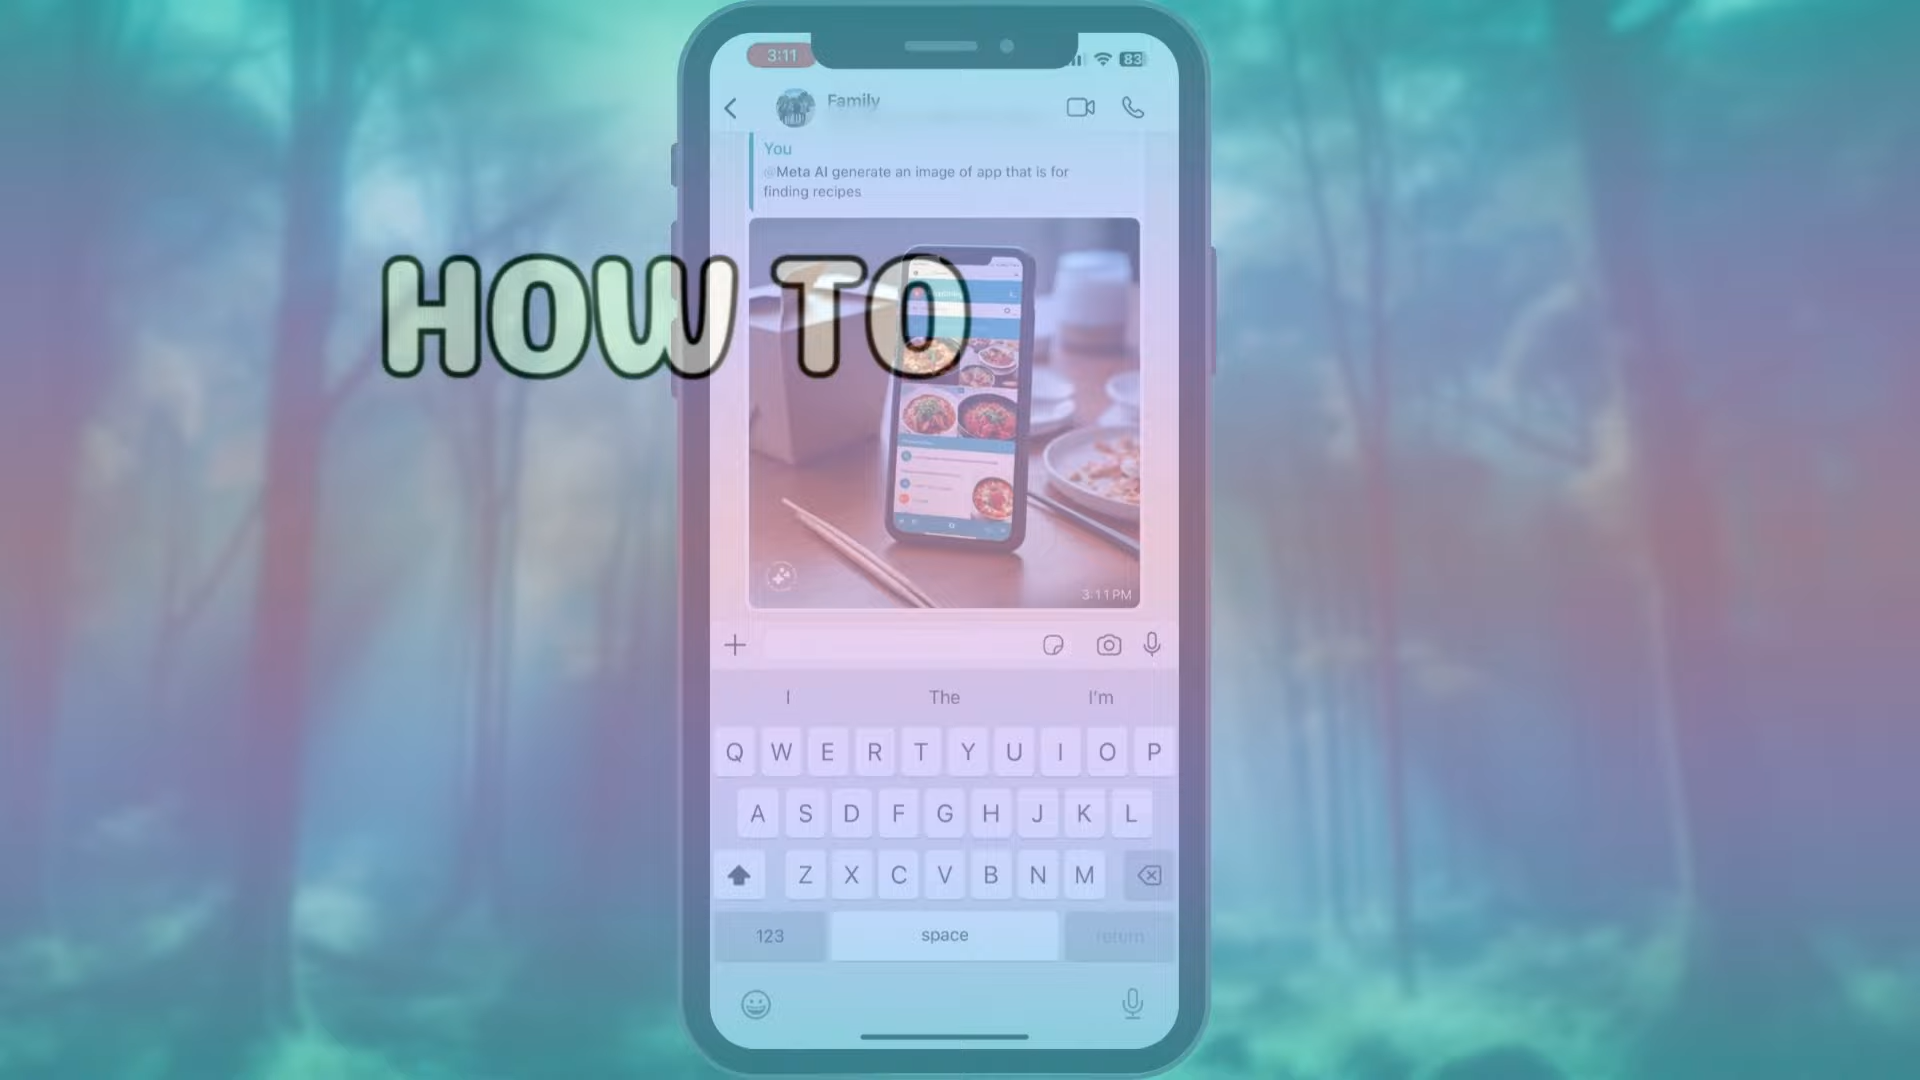 3:11
83
Family
You
@Meta AI generate an image of app that is for
finding recipes
HOW TO
3:11 PM
I The I'm
Q W E R T Y U I O P
A S D F G H J K L
Z X C V B N M
123 space return